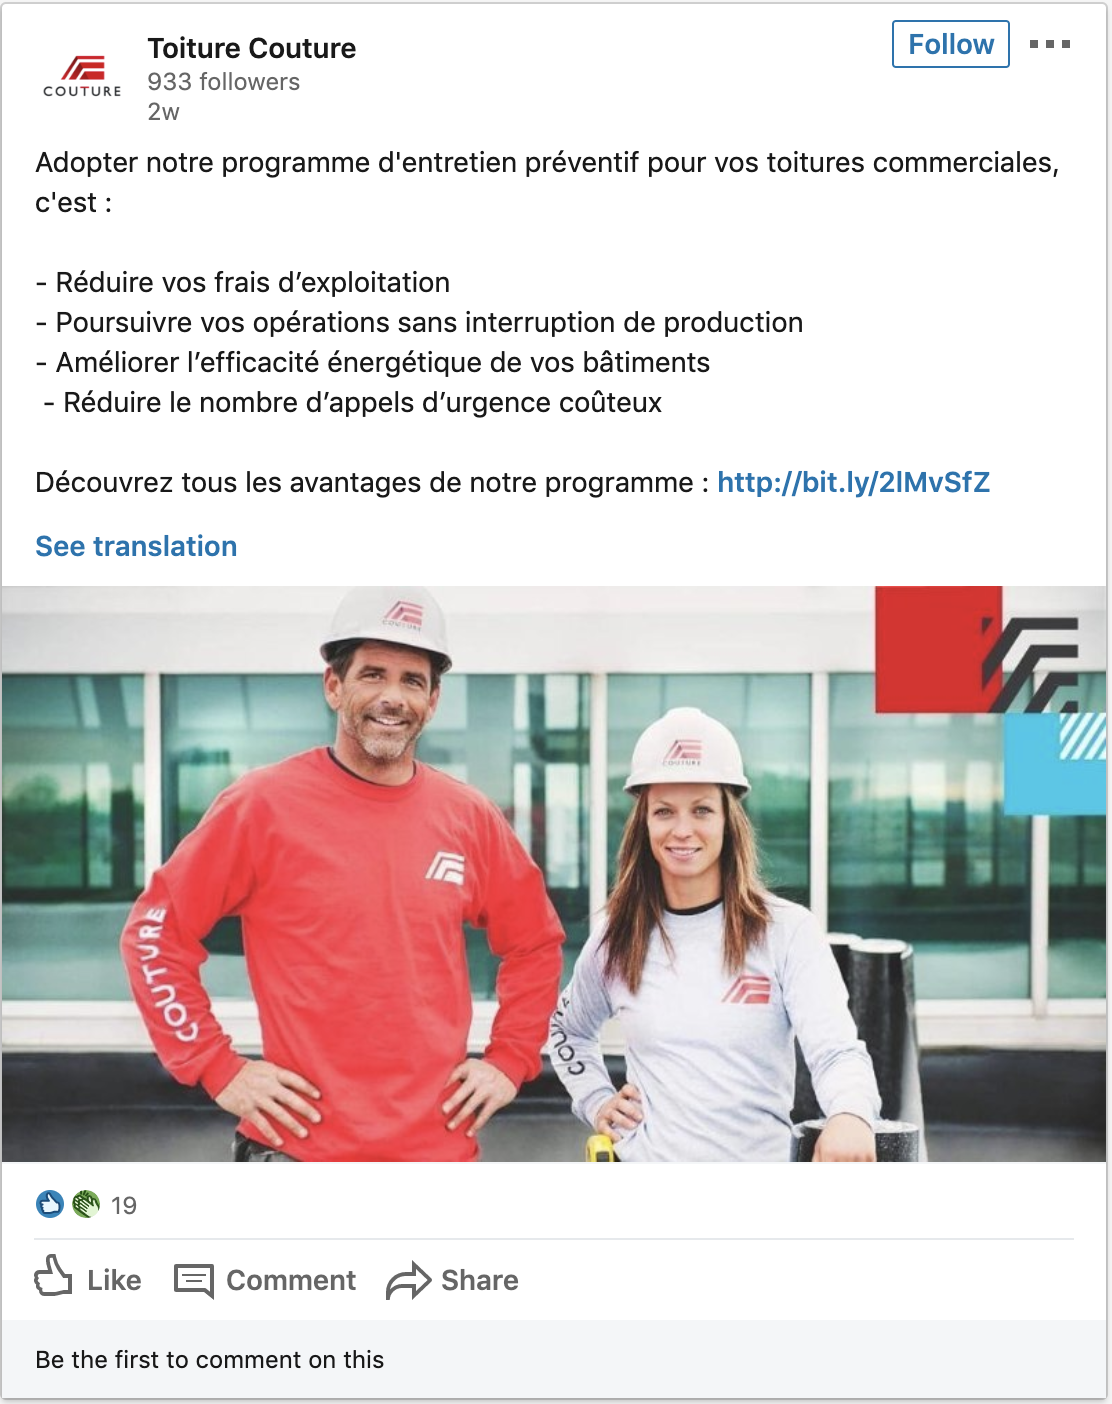 COUTURE
Toiture Couture
933 followers
2w
Follow
Adopter notre programme d'entretien préventif pour vos toitures commerciales,
c'est :
- Réduire vos frais d’exploitation
- Poursuivre vos opérations sans interruption de production
- Améliorer l’efficacité énergétique de vos bâtiments
- Réduire le nombre d’appels d’urgence coûteux
Découvrez tous les avantages de notre programme : http://bit.ly/2lMvSfZ
See translation
COUTURE
COUTURE
COUTURE
19
Like
Comment
Share
Be the first to comment on this